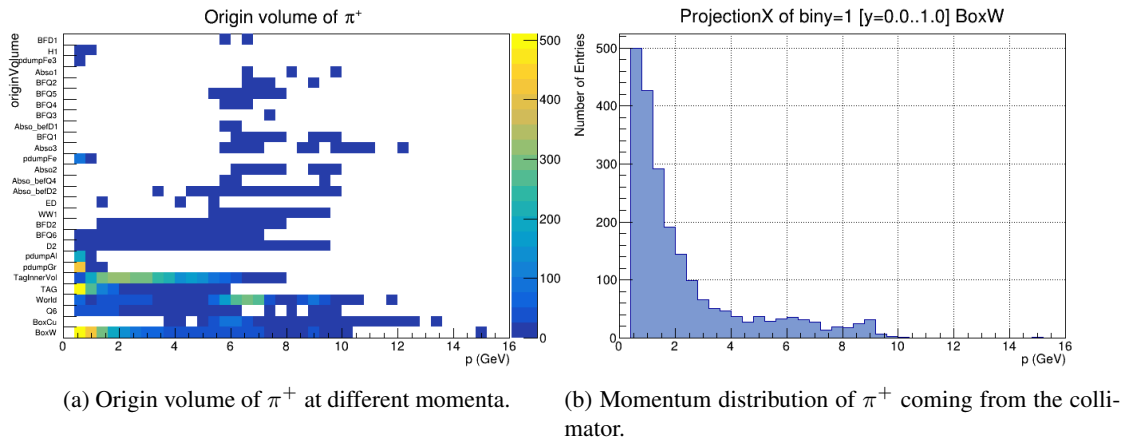 Origin volume of π⁺
originVolume
BFD1
H1
pdumpFe3
Abso1
BFQ2
BFQ5
BFQ4
BFQ3
Abso_befD1
BFQ1
Abso3
pdumpFe
Abso2
Abso_befQ4
Abso_befD2
ED
WW1
BFD2
BFQ6
D2
pdumpAl
pdumpGr
TagInnerVol
TAG
World
Q6
BoxCu
BoxW
0 2 4 6 8 10 12 14 16
p (GeV)
500
400
300
200
100
0
ProjectionX of biny=1 [y=0.0..1.0] BoxW
Number of Entries
500
400
300
200
100
0
0 2 4 6 8 10 12 14 16
p (GeV)
(a) Origin volume of π⁺ at different momenta.
(b) Momentum distribution of π⁺ coming from the colli-
mator.